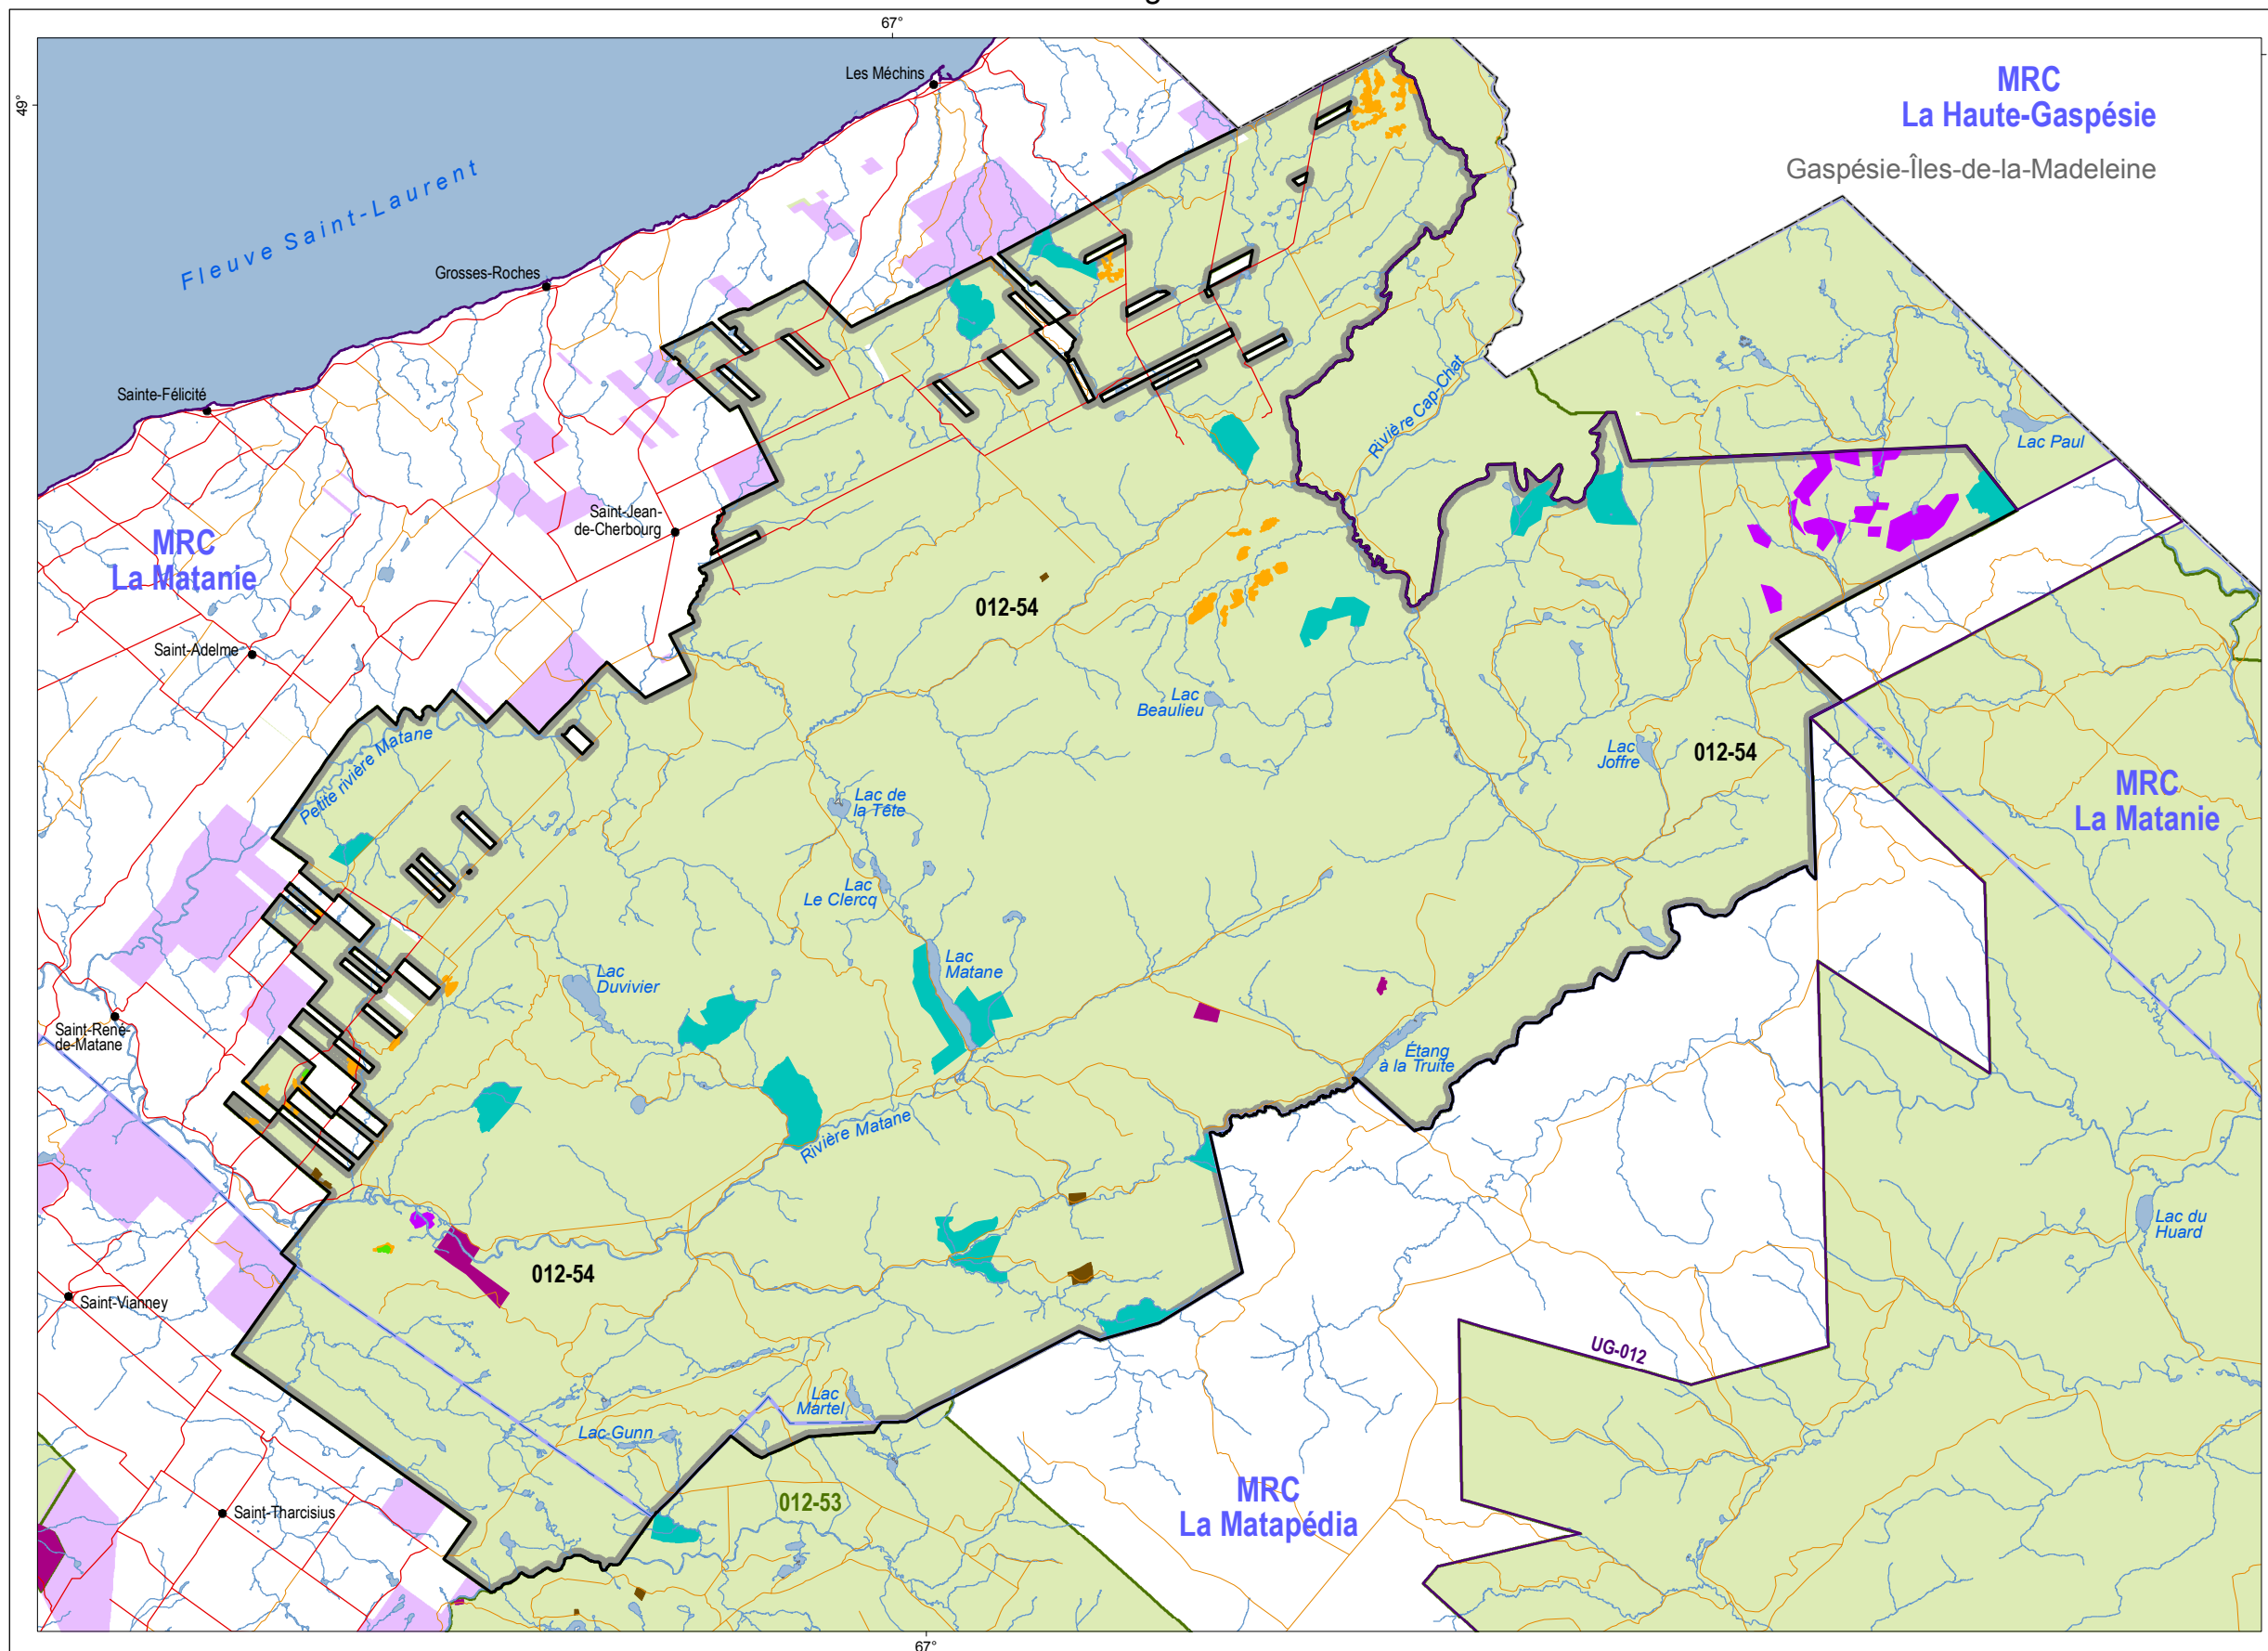 67°
49°
Les Méchins
MRC
La Haute-Gaspésie
Gaspésie-Îles-de-la-Madeleine
Fleuve Saint-Laurent
Grosses-Roches
Sainte-Félicité
Rivière Cap-Chat
Lac Paul
Saint-Jean-
de-Cherbourg
MRC
La Matanie
012-54
Saint-Adelme
Lac
Beaulieu
Petite rivière Matane
Lac
Joffre
012-54
MRC
La Matanie
Lac de
la Tête
Lac
Le Clercq
Lac
Matane
Lac
Duvivier
Saint-René-
de-Matane
Étang
à la Truite
Rivière Matane
Lac du
Huard
012-54
Saint-Vianney
UG-012
Lac
Martel
Lac Gunn
012-53
MRC
La Matapédia
Saint-Tharcisius
67°